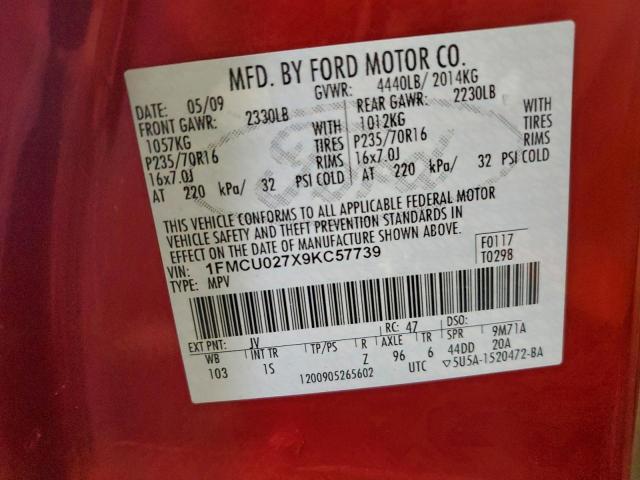 MFD. BY FORD MOTOR CO.
DATE: 05/09 GVWR: 4440LB/ 2014KG
FRONT GAWR: 2330LB REAR GAWR: 2230LB
1057KG WITH 1012KG WITH
P235/70R16 TIRES P235/70R16 TIRES
16x7.0J RIMS 16x7.0J RIMS
AT 220 kPa/ 32 PSI COLD AT 220 kPa/ 32 PSI COLD
Ford
THIS VEHICLE CONFORMS TO ALL APPLICABLE FEDERAL MOTOR
VEHICLE SAFETY AND THEFT PREVENTION STANDARDS IN
EFFECT ON THE DATE OF MANUFACTURE SHOWN ABOVE.
VIN: 1FMCU027X9KC57739 F0117
TYPE: MPV T0298
EXT PNT: JV RC: 47 DSO:
WB INT TR TP/PS R AXLE TR SPR 9M71A
103 1S Z 96 6 44DD 20A
1200905265602 UTC ▽5U5A-1520472-BA